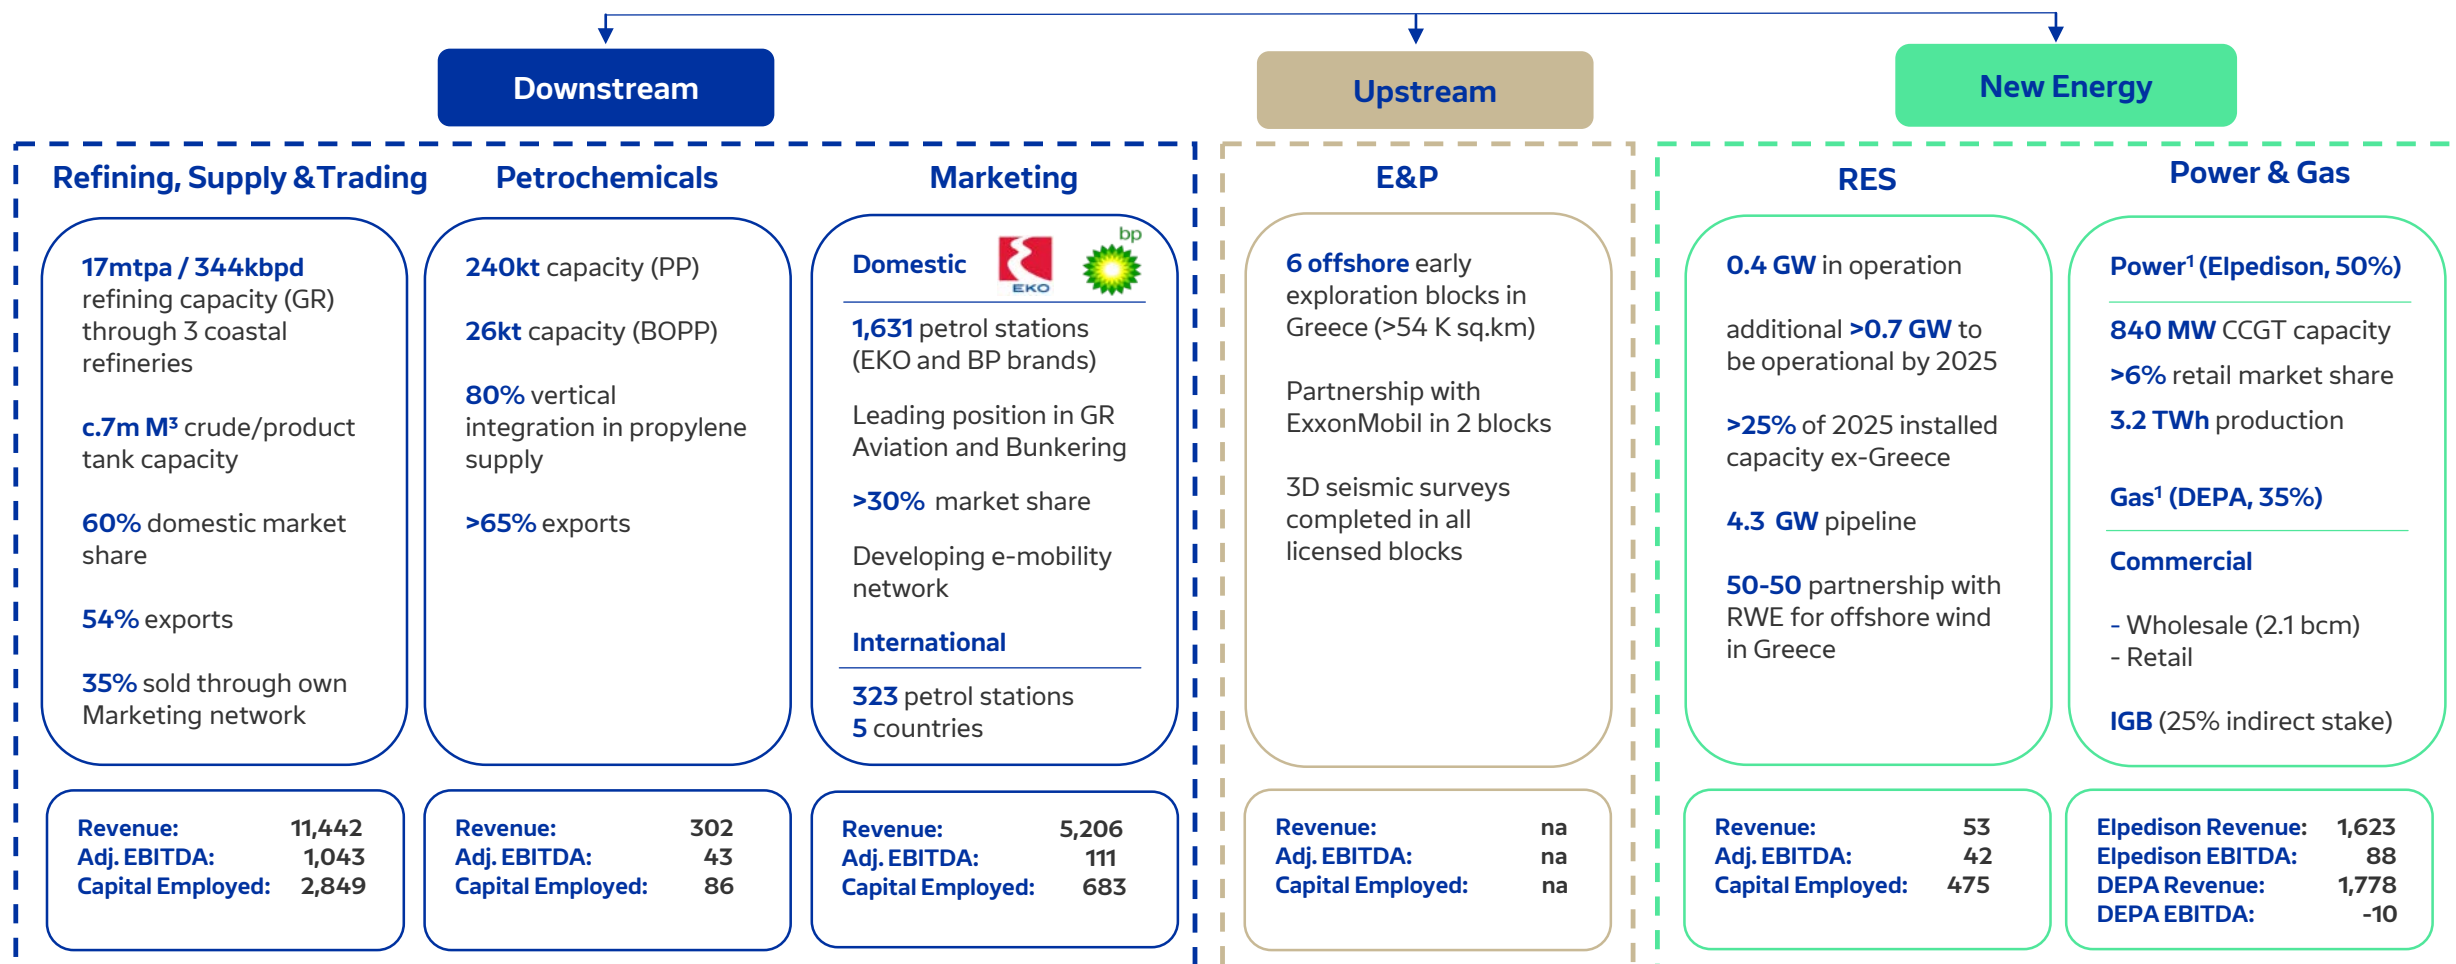 Downstream
Upstream
New Energy
Refining, Supply & Trading
17mtpa / 344kbpd
refining capacity (GR)
through 3 coastal
refineries
c.7m M³ crude/product
tank capacity
60% domestic market
share
54% exports
35% sold through own
Marketing network
Revenue: 11,442
Adj. EBITDA: 1,043
Capital Employed: 2,849
Petrochemicals
240kt capacity (PP)
26kt capacity (BOPP)
80% vertical
integration in propylene
supply
>65% exports
Revenue: 302
Adj. EBITDA: 43
Capital Employed: 86
Marketing
Domestic
EKO
bp
1,631 petrol stations
(EKO and BP brands)
Leading position in GR
Aviation and Bunkering
>30% market share
Developing e-mobility
network
International
323 petrol stations
5 countries
Revenue: 5,206
Adj. EBITDA: 111
Capital Employed: 683
E&P
6 offshore early
exploration blocks in
Greece (>54 K sq.km)
Partnership with
ExxonMobil in 2 blocks
3D seismic surveys
completed in all
licensed blocks
Revenue: na
Adj. EBITDA: na
Capital Employed: na
RES
0.4 GW in operation
additional >0.7 GW to
be operational by 2025
>25% of 2025 installed
capacity ex-Greece
4.3 GW pipeline
50-50 partnership with
RWE for offshore wind
in Greece
Revenue: 53
Adj. EBITDA: 42
Capital Employed: 475
Power & Gas
Power¹ (Elpedison, 50%)
840 MW CCGT capacity
>6% retail market share
3.2 TWh production
Gas¹ (DEPA, 35%)
Commercial
- Wholesale (2.1 bcm)
- Retail
IGB (25% indirect stake)
Elpedison Revenue: 1,623
Elpedison EBITDA: 88
DEPA Revenue: 1,778
DEPA EBITDA: -10